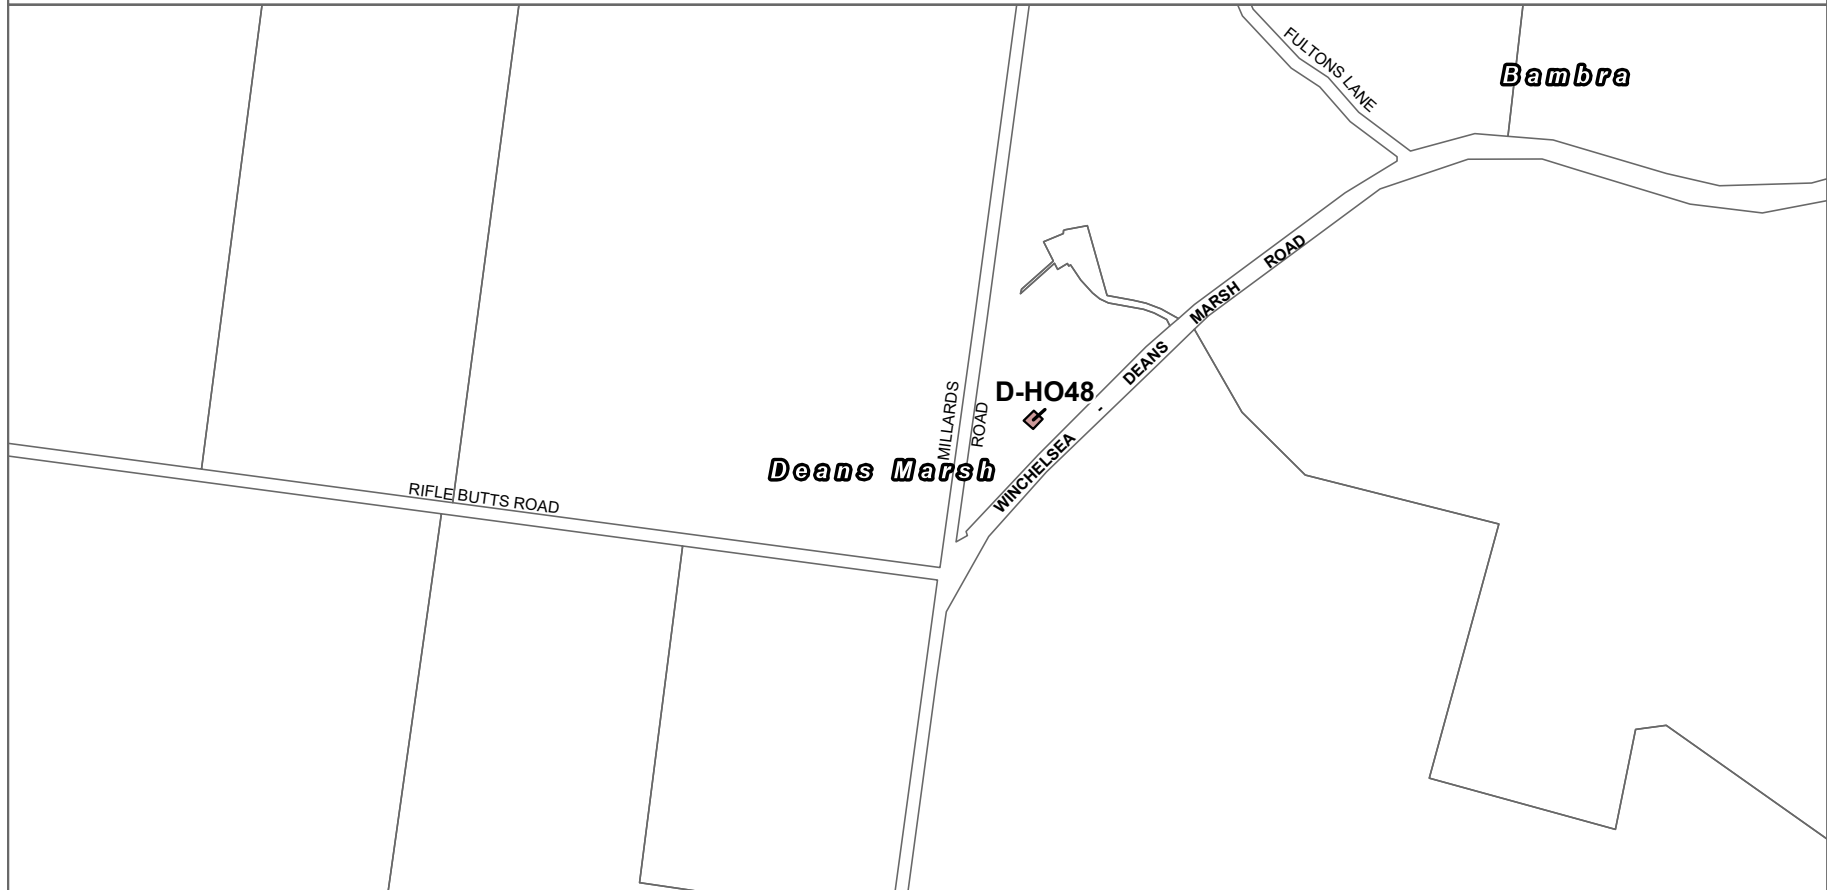 FULTONS LANE
Bambra
WINCHELSEA - DEANS MARSH ROAD
D-HO48
MILLARDS ROAD
Deans Marsh
RIFLE BUTTS ROAD